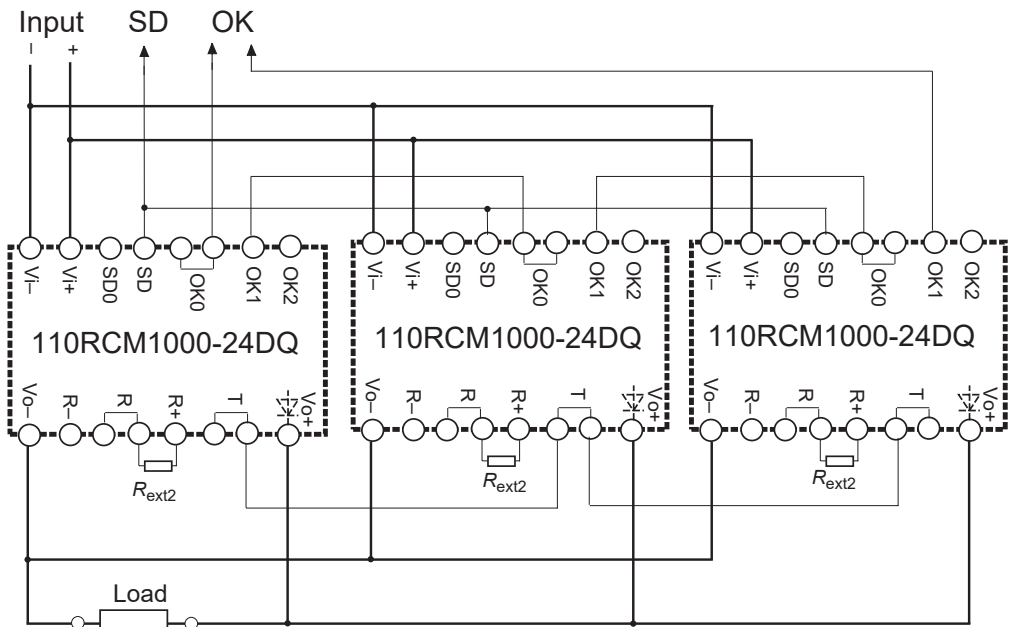 Input SD OK
– +
Vi– Vi+ SD0 SD OK0 OK1 OK2
Vi– Vi+ SD0 SD OK0 OK1 OK2
Vi– Vi+ SD0 SD OK0 OK1 OK2
110RCM1000-24DQ
110RCM1000-24DQ
110RCM1000-24DQ
Vo– R– R R+ T Vo+
Vo– R– R R+ T Vo+
Vo– R– R R+ T Vo+
Rext2
Rext2
Rext2
Load